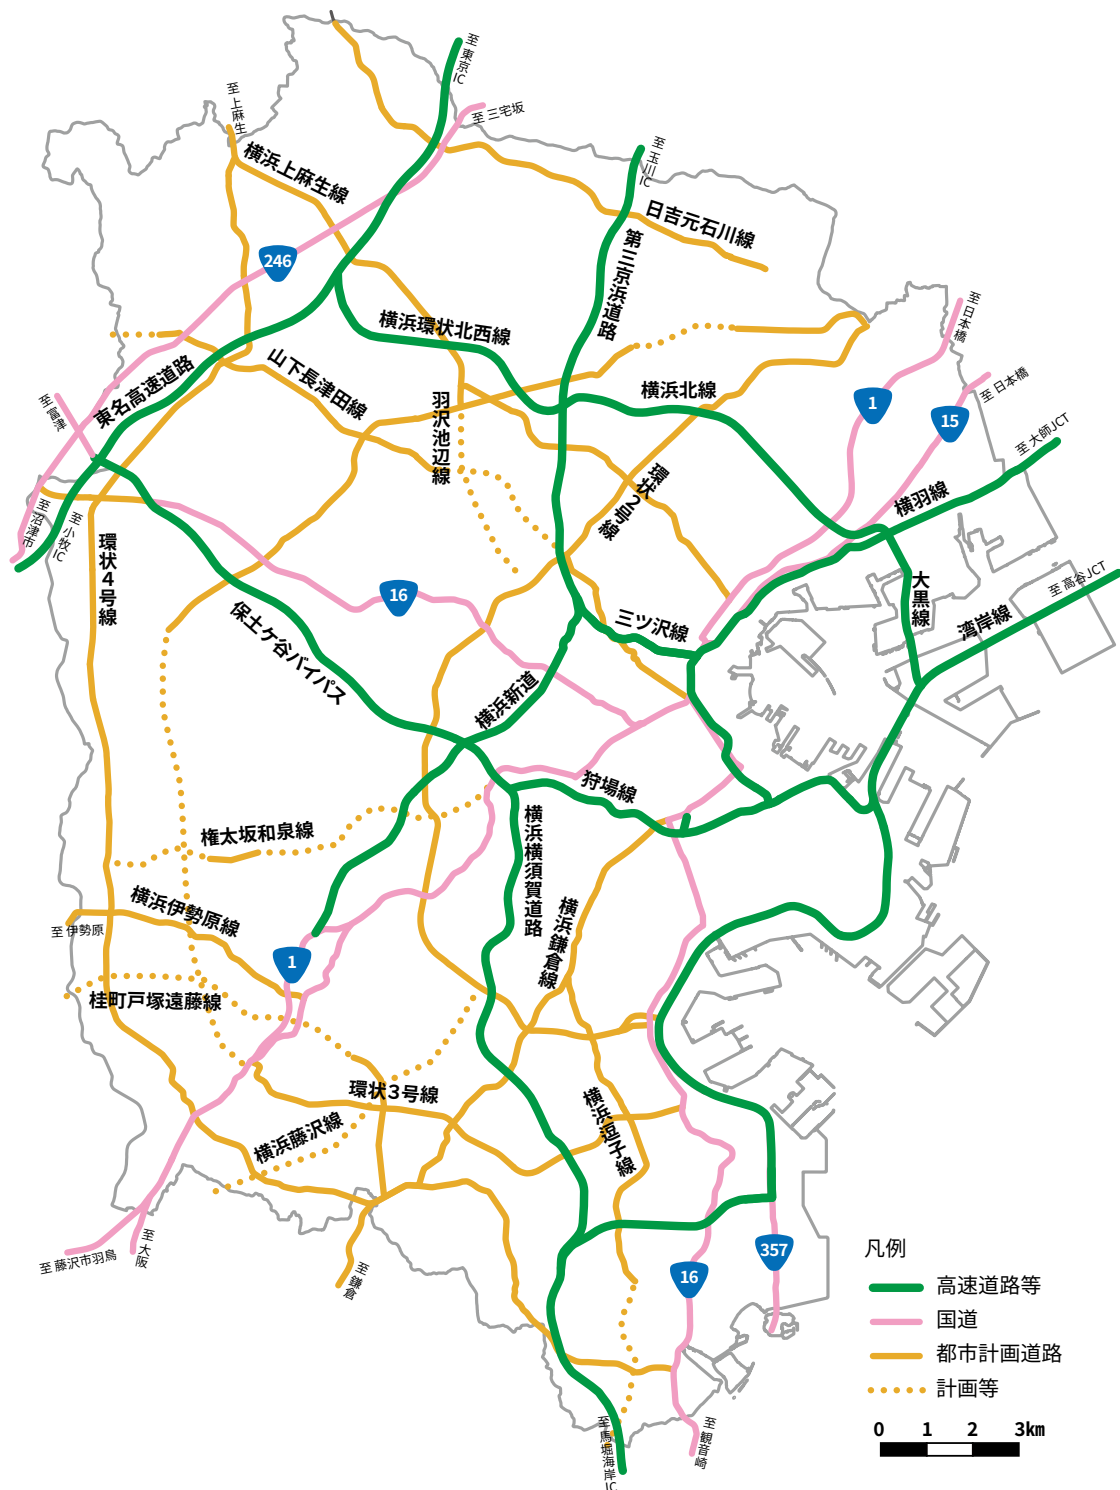 至 東京IC
至 三宅坂
至 上麻生
横浜上麻生線
至 玉川IC
日吉元石川線
第三京浜道路
246
横浜環状北西線
至 日本橋
山下長津田線
東名高速道路
羽沢池辺線
横浜北線
1
15
至 日本橋
至 富津
至 大師JCT
環状2号線
横羽線
至 沼津市
至 小牧IC
環状4号線
16
保土ケ谷バイパス
三ツ沢線
大黒線
湾岸線
至 高谷JCT
横浜新道
狩場線
権太坂和泉線
横浜横須賀道路
横浜伊勢原線
至 伊勢原
横浜鎌倉線
1
桂町戸塚遠藤線
環状3号線
横浜藤沢線
横浜逗子線
至 藤沢市羽鳥
至 大阪
至 鎌倉
16
357
至 馬堀海岸IC
至 観音崎
凡例
高速道路等
国道
都市計画道路
計画等
0 1 2 3km